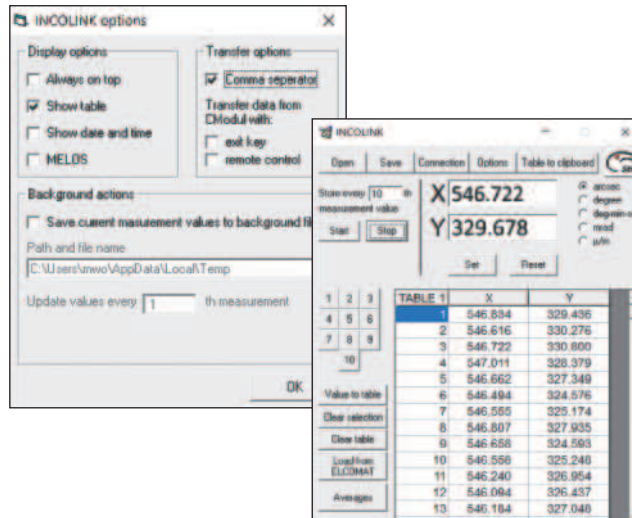 INCOLINK options
Display options
Always on top
Show table
Show date and time
MELOS
Transfer options
Comma seperator
Transfer data from
CModul with:
exit key
remote control
Background actions
Save current masurement values to background fil
Path and file name
C:\Users\mwo\AppData\Local\Temp
Update values every 1 th measurement
OK
INCOLINK
Open Save Connection Options Table to clipboard
Store every 10 th
measurement value
Start Stop
X 546.722
Y 329.678
arcsec
degree
deg-min-s
mrad
µ/m
Set Reset
1 2 3
4 5 6
7 8 9
10
Value to table
Clear selection
Clear table
Load from
ELCOMAT
Averages
TABLE 1 X Y
1 546.834 329.436
2 546.616 330.276
3 546.722 330.800
4 547.011 328.379
5 546.662 327.349
6 546.494 324.576
7 546.555 325.174
8 546.807 327.935
9 546.658 324.593
10 546.556 325.246
11 546.240 326.954
12 546.094 326.437
13 546.184 327.048